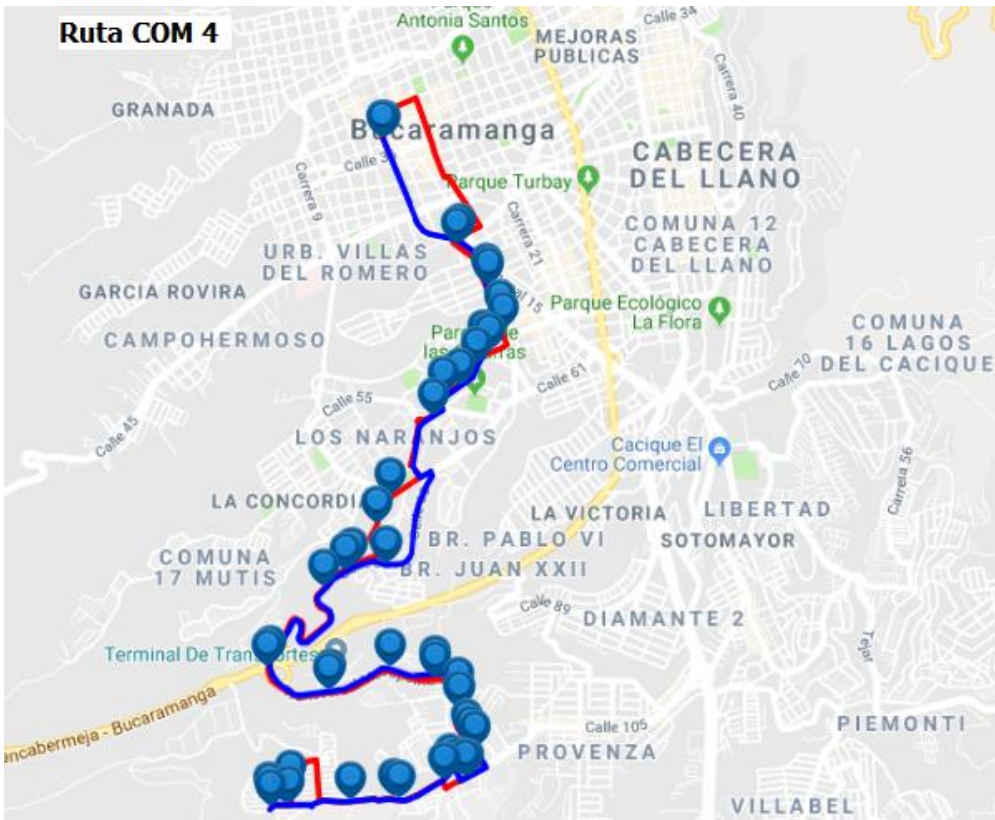 Ruta COM 4
Antonia Santos
Calle 34
MEJORAS
PUBLICAS
GRANADA
Carrera 40
Bucaramanga
CABECERA
DEL LLANO
Carrera 9
Parque Turbay
Carrera 21
COMUNA 12
CABECERA
DEL LLANO
URB. VILLAS
DEL ROMERO
GARCIA ROVIRA
Parque Ecológico
La Flora
CAMPOHERMOSO
COMUNA
16 LAGOS
DEL CACIQUE
Calle 70
Calle 61
Calle 55
Calle 45
LOS NARANJOS
Cacique El
Centro Comercial
Carrera 56
LA CONCORDIA
LA VICTORIA
LIBERTAD
SOTOMAYOR
BR. PABLO VI
COMUNA
17 MUTIS
BR. JUAN XXII
Calle 89
DIAMANTE 2
Tejar
Terminal De Transportes
Bucaramanga
Calle 105
PROVENZA
PIEMONTI
VILLABEL